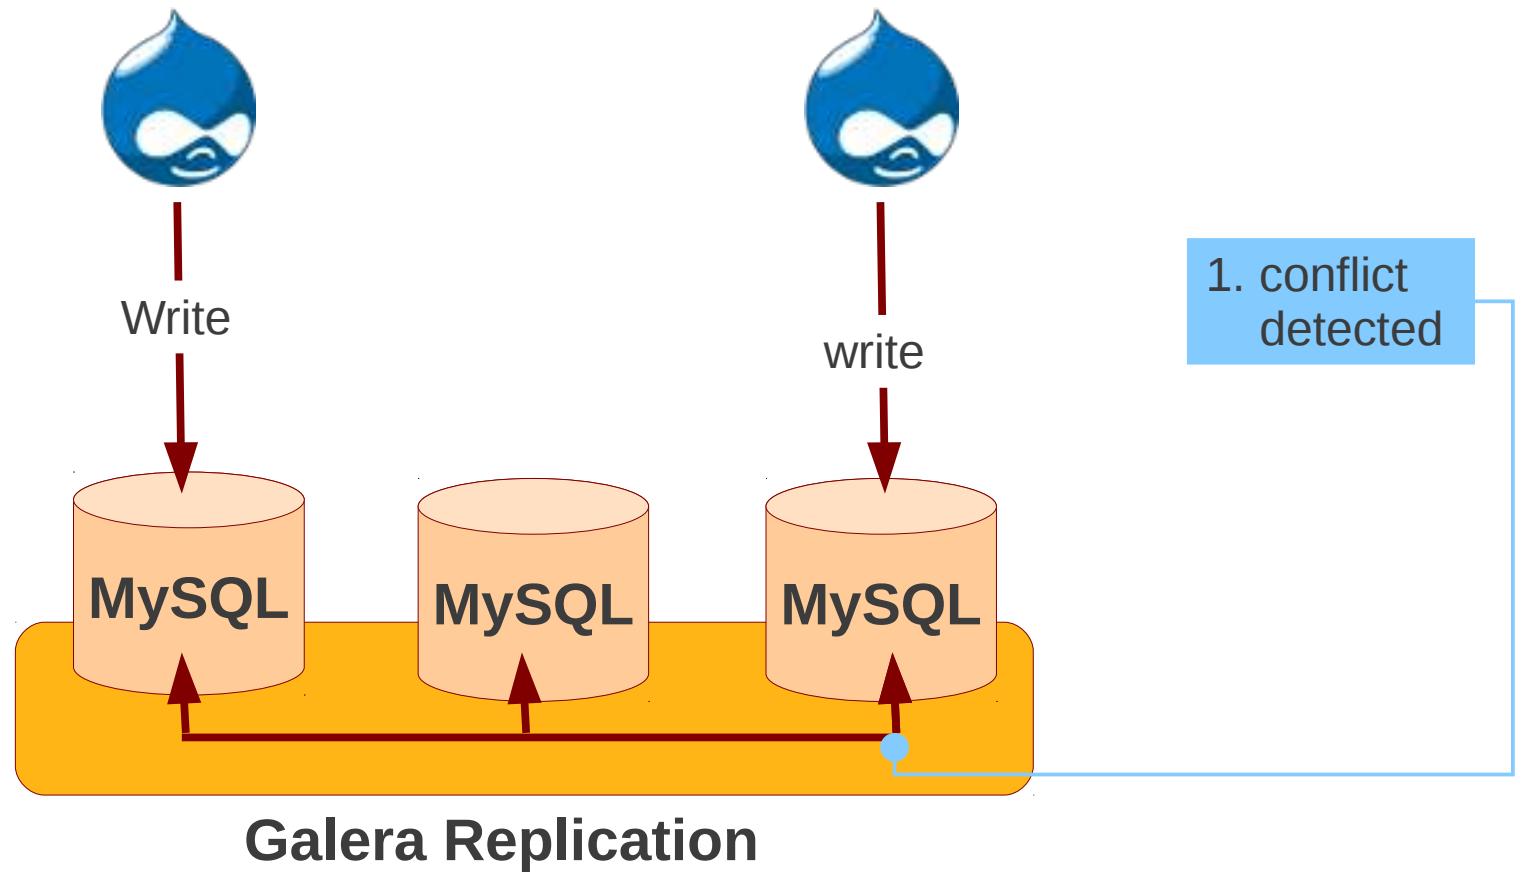 Write
write
1. conflict
detected
MySQL
MySQL
MySQL
Galera Replication